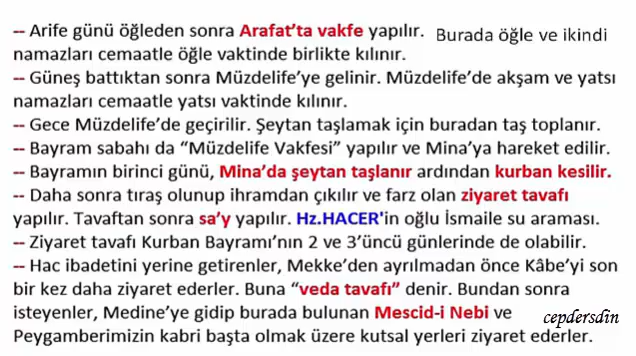 -- Arife günü öğleden sonra Arafat’ta vakfe yapılır. Burada öğle ve ikindi
namazları cemaatle öğle vaktinde birlikte kılınır.
-- Güneş battıktan sonra Müzdelife’ye gelinir. Müzdelife’de akşam ve yatsı
namazları cemaatle yatsı vaktinde kılınır.
-- Gece Müzdelife’de geçirilir. Şeytan taşlamak için buradan taş toplanır.
-- Bayram sabahı da “Müzdelife Vakfesi” yapılır ve Mina’ya hareket edilir.
-- Bayramın birinci günü, Mina’da şeytan taşlanır ardından kurban kesilir.
-- Daha sonra tıraş olunup ihramdan çıkılır ve farz olan ziyaret tavafı
yapılır. Tavaftan sonra sa’y yapılır. Hz.HACER'in oğlu İsmaile su araması.
-- Ziyaret tavafı Kurban Bayramı’nın 2 ve 3’üncü günlerinde de olabilir.
-- Hac ibadetini yerine getirenler, Mekke’den ayrılmadan önce Kâbe’yi son
bir kez daha ziyaret ederler. Buna “veda tavafı” denir. Bundan sonra
isteyenler, Medine’ye gidip burada bulunan Mescid-i Nebi ve
Peygamberimizin kabri başta olmak üzere kutsal yerleri ziyaret ederler.
cepdersdin